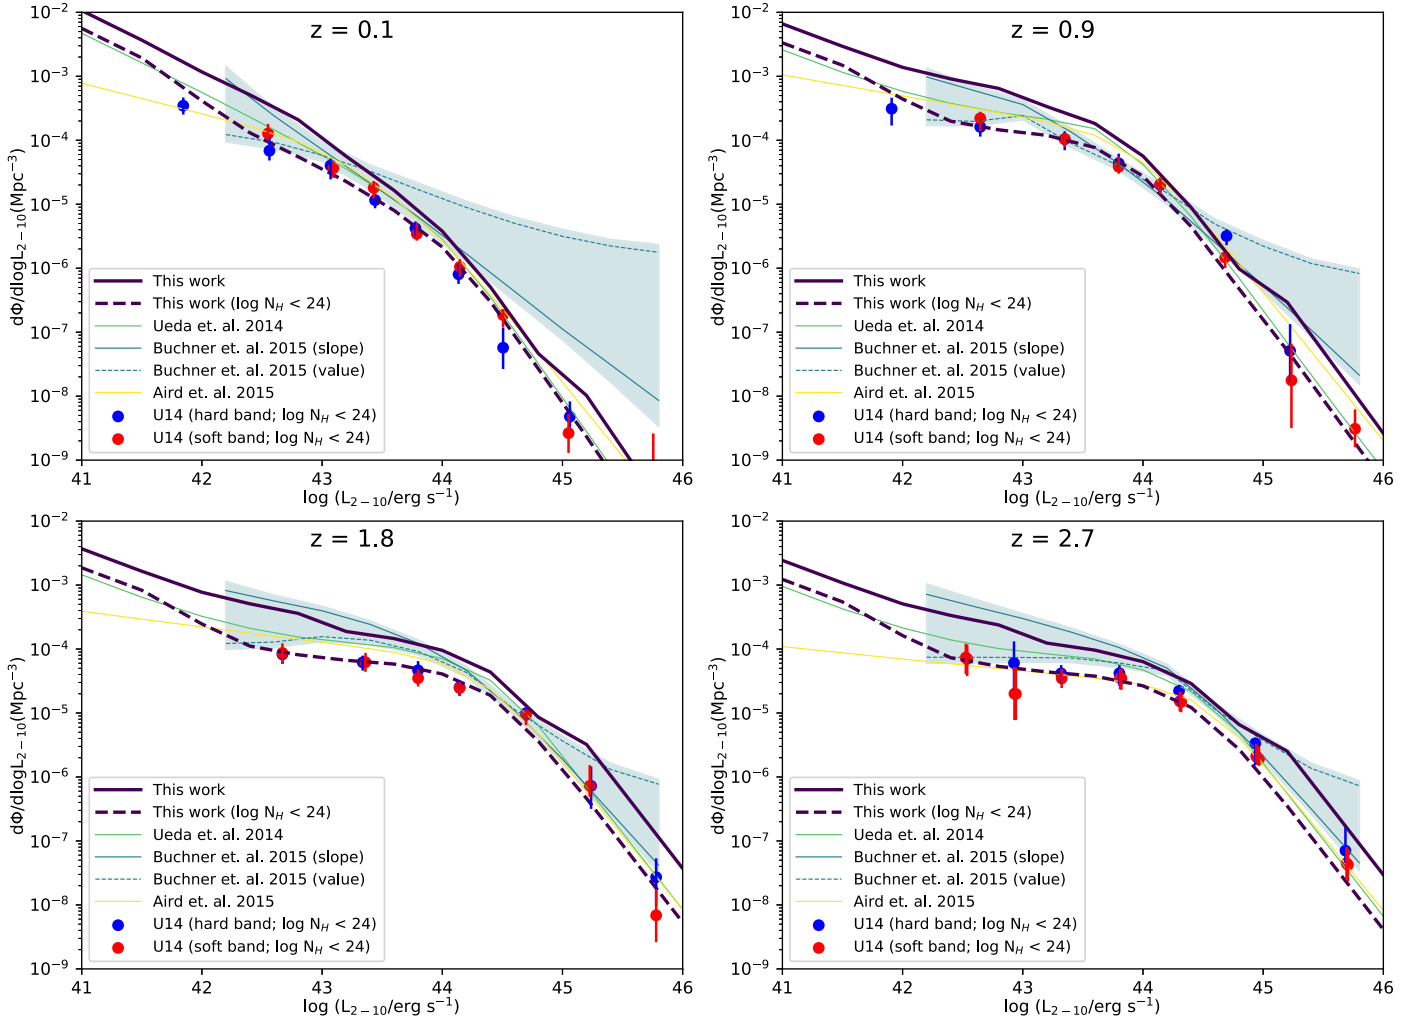 z = 0.1
10⁻²
10⁻³
10⁻⁴
10⁻⁵
10⁻⁶
10⁻⁷
10⁻⁸
10⁻⁹
dΦ/dlogL₂₋₁₀(Mpc⁻³)
This work
This work (log N_H < 24)
Ueda et. al. 2014
Buchner et. al. 2015 (slope)
Buchner et. al. 2015 (value)
Aird et. al. 2015
U14 (hard band; log N_H < 24)
U14 (soft band; log N_H < 24)
41 42 43 44 45 46
log (L₂₋₁₀/erg s⁻¹)
z = 0.9
10⁻²
10⁻³
10⁻⁴
10⁻⁵
10⁻⁶
10⁻⁷
10⁻⁸
10⁻⁹
dΦ/dlogL₂₋₁₀(Mpc⁻³)
This work
This work (log N_H < 24)
Ueda et. al. 2014
Buchner et. al. 2015 (slope)
Buchner et. al. 2015 (value)
Aird et. al. 2015
U14 (hard band; log N_H < 24)
U14 (soft band; log N_H < 24)
41 42 43 44 45 46
log (L₂₋₁₀/erg s⁻¹)
z = 1.8
10⁻²
10⁻³
10⁻⁴
10⁻⁵
10⁻⁶
10⁻⁷
10⁻⁸
10⁻⁹
dΦ/dlogL₂₋₁₀(Mpc⁻³)
This work
This work (log N_H < 24)
Ueda et. al. 2014
Buchner et. al. 2015 (slope)
Buchner et. al. 2015 (value)
Aird et. al. 2015
U14 (hard band; log N_H < 24)
U14 (soft band; log N_H < 24)
41 42 43 44 45 46
log (L₂₋₁₀/erg s⁻¹)
z = 2.7
10⁻²
10⁻³
10⁻⁴
10⁻⁵
10⁻⁶
10⁻⁷
10⁻⁸
10⁻⁹
dΦ/dlogL₂₋₁₀(Mpc⁻³)
This work
This work (log N_H < 24)
Ueda et. al. 2014
Buchner et. al. 2015 (slope)
Buchner et. al. 2015 (value)
Aird et. al. 2015
U14 (hard band; log N_H < 24)
U14 (soft band; log N_H < 24)
41 42 43 44 45 46
log (L₂₋₁₀/erg s⁻¹)